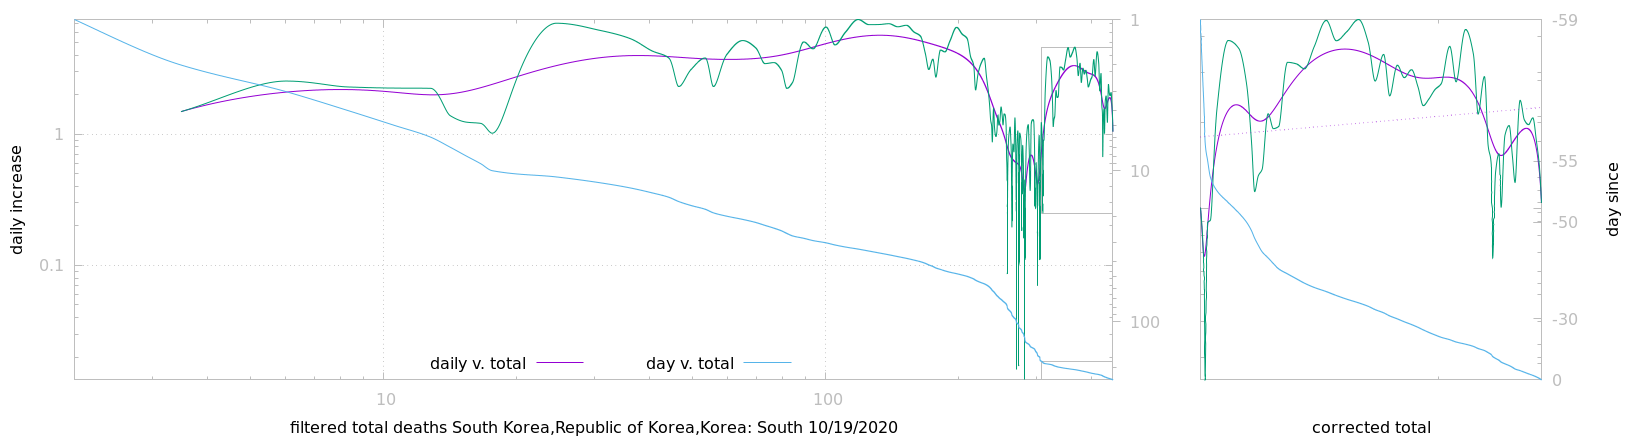 daily increase
1
0.1
10
100
daily v. total
day v. total
filtered total deaths South Korea,Republic of Korea,Korea: South 10/19/2020
1
10
100
-59
-55
-50
-30
0
day since
corrected total